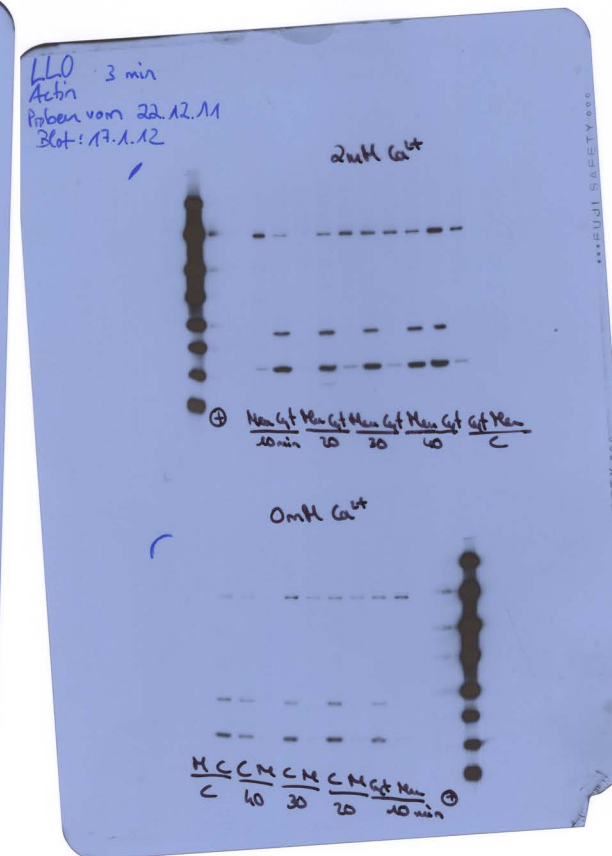 LLO 3 min
Actin
Proben vom 22.12.11
Blot: 17.1.12
2mM Ca²⁺
⊕ Mem Cyt Mem Cyt Mem Cyt Mem Cyt Cyt Mem
10 min 20 30 40 C
0mM Ca²⁺
M C C M C M C M Cyt Mem
C 40 30 20 10 min ⊕
•••FUJI SAFETY•••